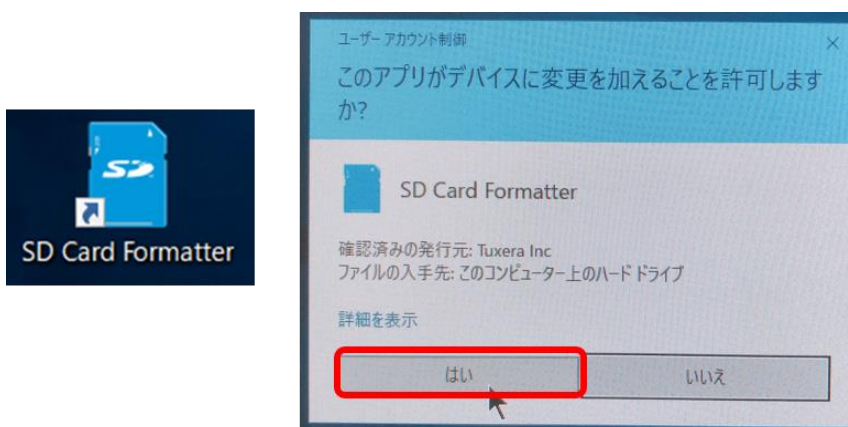 SD
SD Card Formatter
ユーザー アカウント制御
このアプリがデバイスに変更を加えることを許可します
か?
SD Card Formatter
確認済みの発行元: Tuxera Inc
ファイルの入手先: このコンピューター上のハード ドライブ
詳細を表示
はい
いいえ